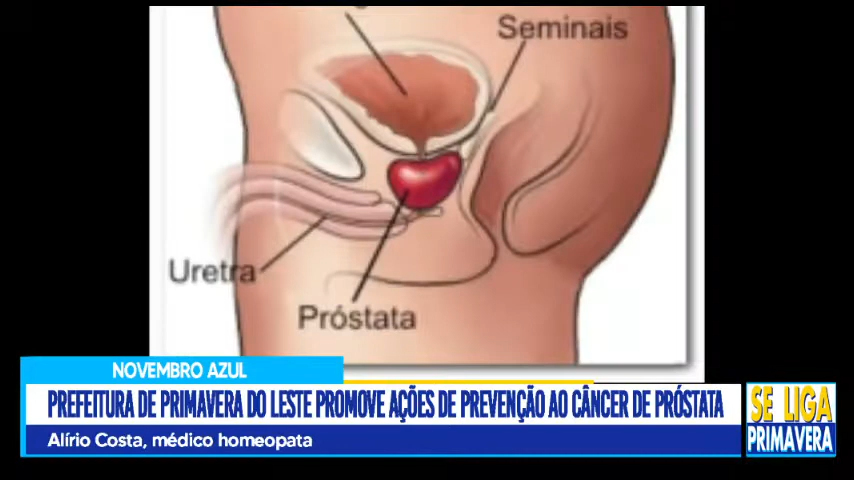 Seminais
Uretra
Próstata
NOVEMBRO AZUL
PREFEITURA DE PRIMAVERA DO LESTE PROMOVE AÇÕES DE PREVENÇÃO AO CÂNCER DE PRÓSTATA
Alírio Costa, médico homeopata
SE LIGA
PRIMAVERA